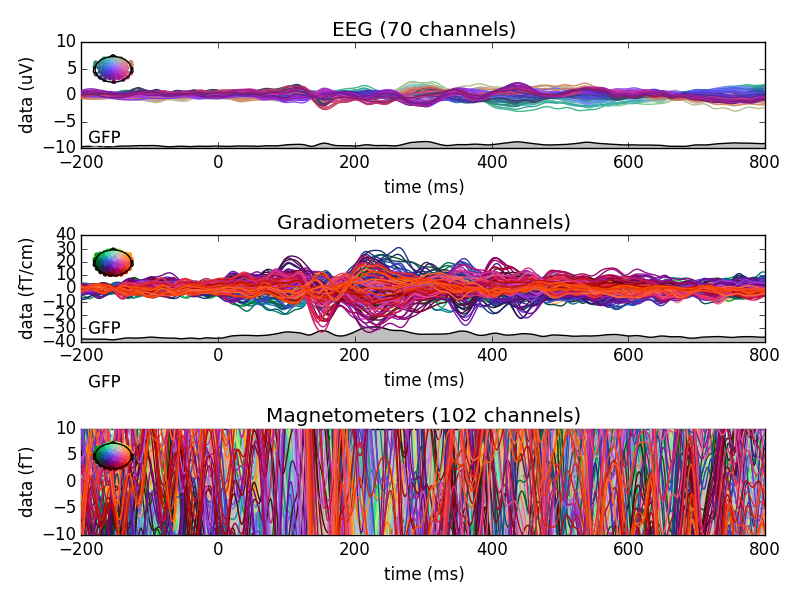 EEG (70 channels)
data (uV)
10
5
0
−5
−10
GFP
−200 0 200 400 600 800
time (ms)
Gradiometers (204 channels)
data (fT/cm)
40
30
20
10
0
−10
−20
−30
−40
GFP
−200 0 200 400 600 800
time (ms)
GFP
Magnetometers (102 channels)
data (fT)
10
5
0
−5
−10
−200 0 200 400 600 800
time (ms)